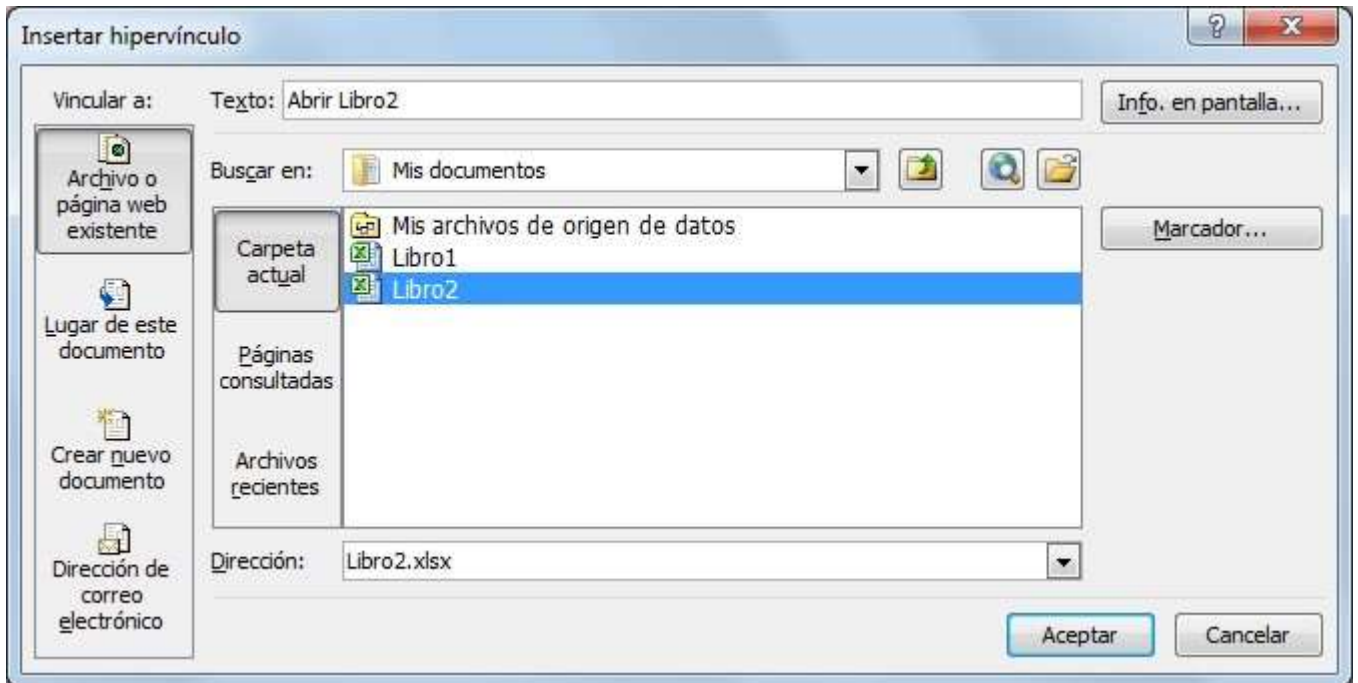 Insertar hipervínculo
Vincular a:
Texto: Abrir Libro2
Info. en pantalla...
Archivo o
página web
existente
Buscar en: Mis documentos
Carpeta
actual
Mis archivos de origen de datos
Libro1
Libro2
Marcador...
Lugar de este
documento
Páginas
consultadas
Crear nuevo
documento
Archivos
recientes
Dirección de
correo
electrónico
Dirección: Libro2.xlsx
Aceptar
Cancelar